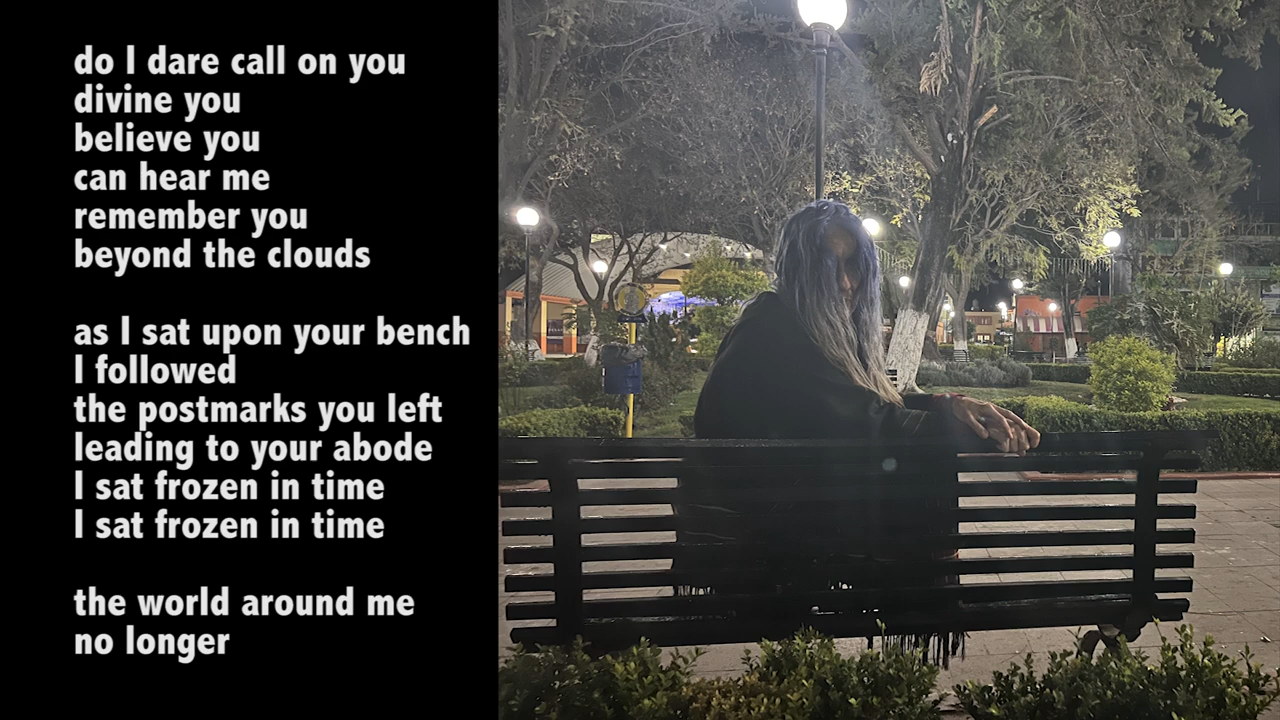 do I dare call on you
divine you
believe you
can hear me
remember you
beyond the clouds
as I sat upon your bench
I followed
the postmarks you left
leading to your abode
I sat frozen in time
I sat frozen in time
the world around me
no longer